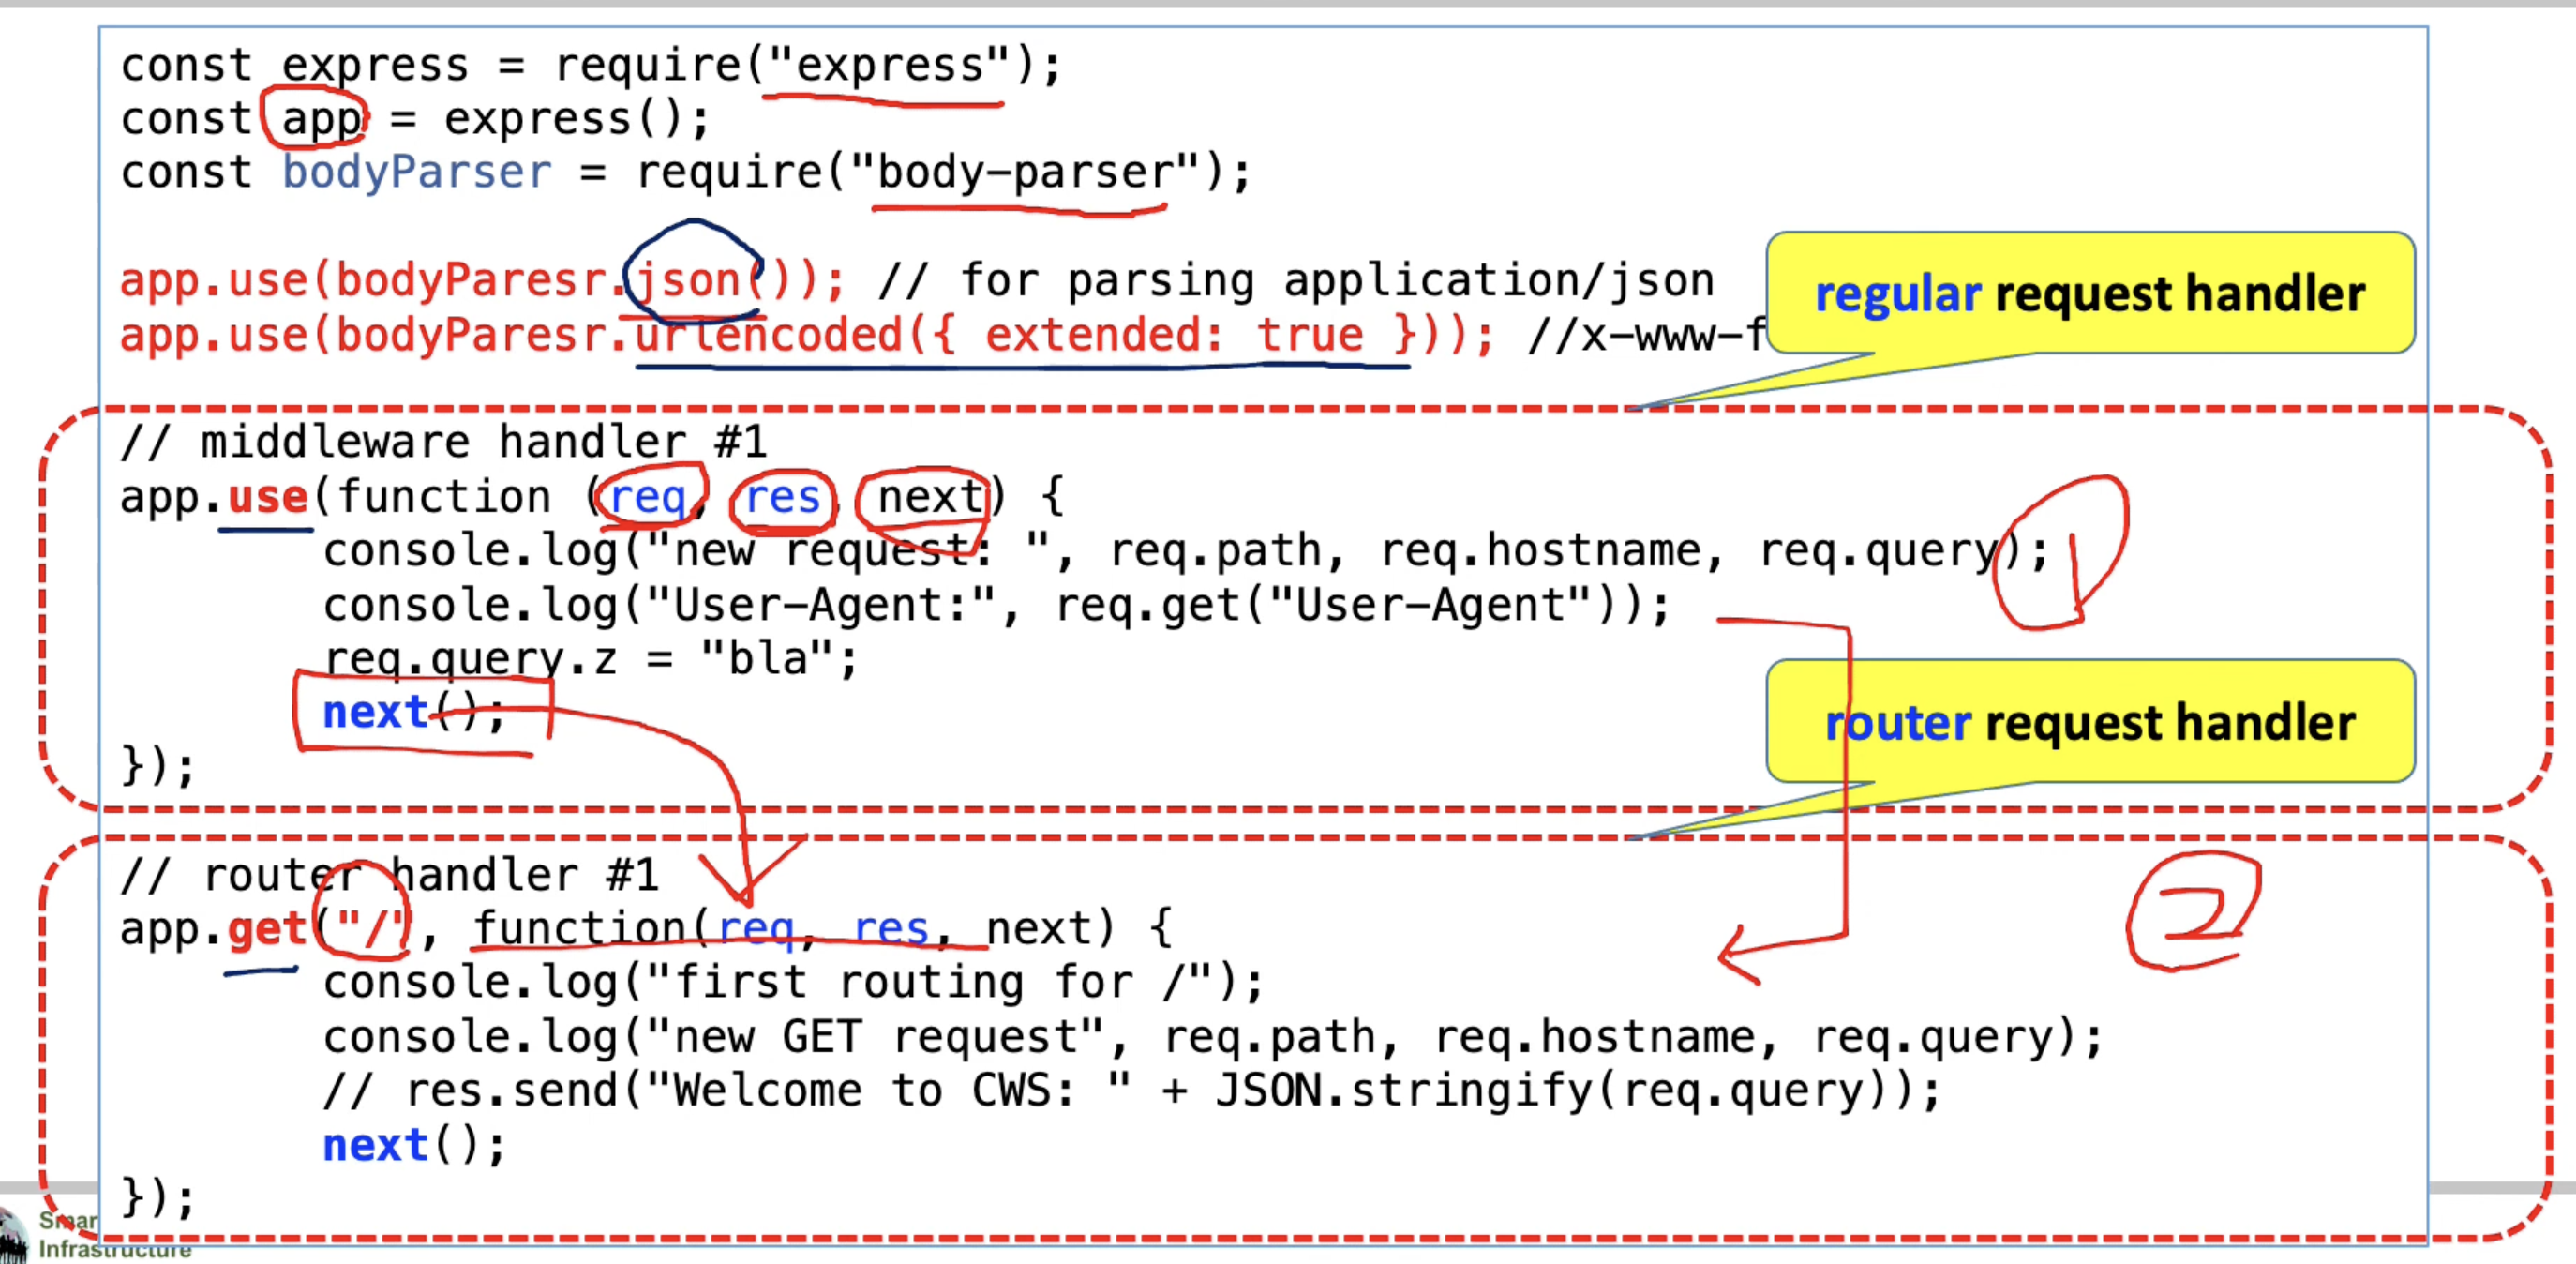 const express = require("express");
const app = express();
const bodyParser = require("body-parser");
app.use(bodyParesr.json()); // for parsing application/json
app.use(bodyParesr.urlencoded({ extended: true })); //x-www-f
regular request handler
// middleware handler #1
app.use(function (req, res, next) {
console.log("new request: ", req.path, req.hostname, req.query);
console.log("User-Agent:", req.get("User-Agent"));
req.query.z = "bla";
next();
});
1
router request handler
// router handler #1
app.get("/", function(req, res, next) {
console.log("first routing for /");
console.log("new GET request", req.path, req.hostname, req.query);
// res.send("Welcome to CWS: " + JSON.stringify(req.query));
next();
});
2
Smar
Infrastructure